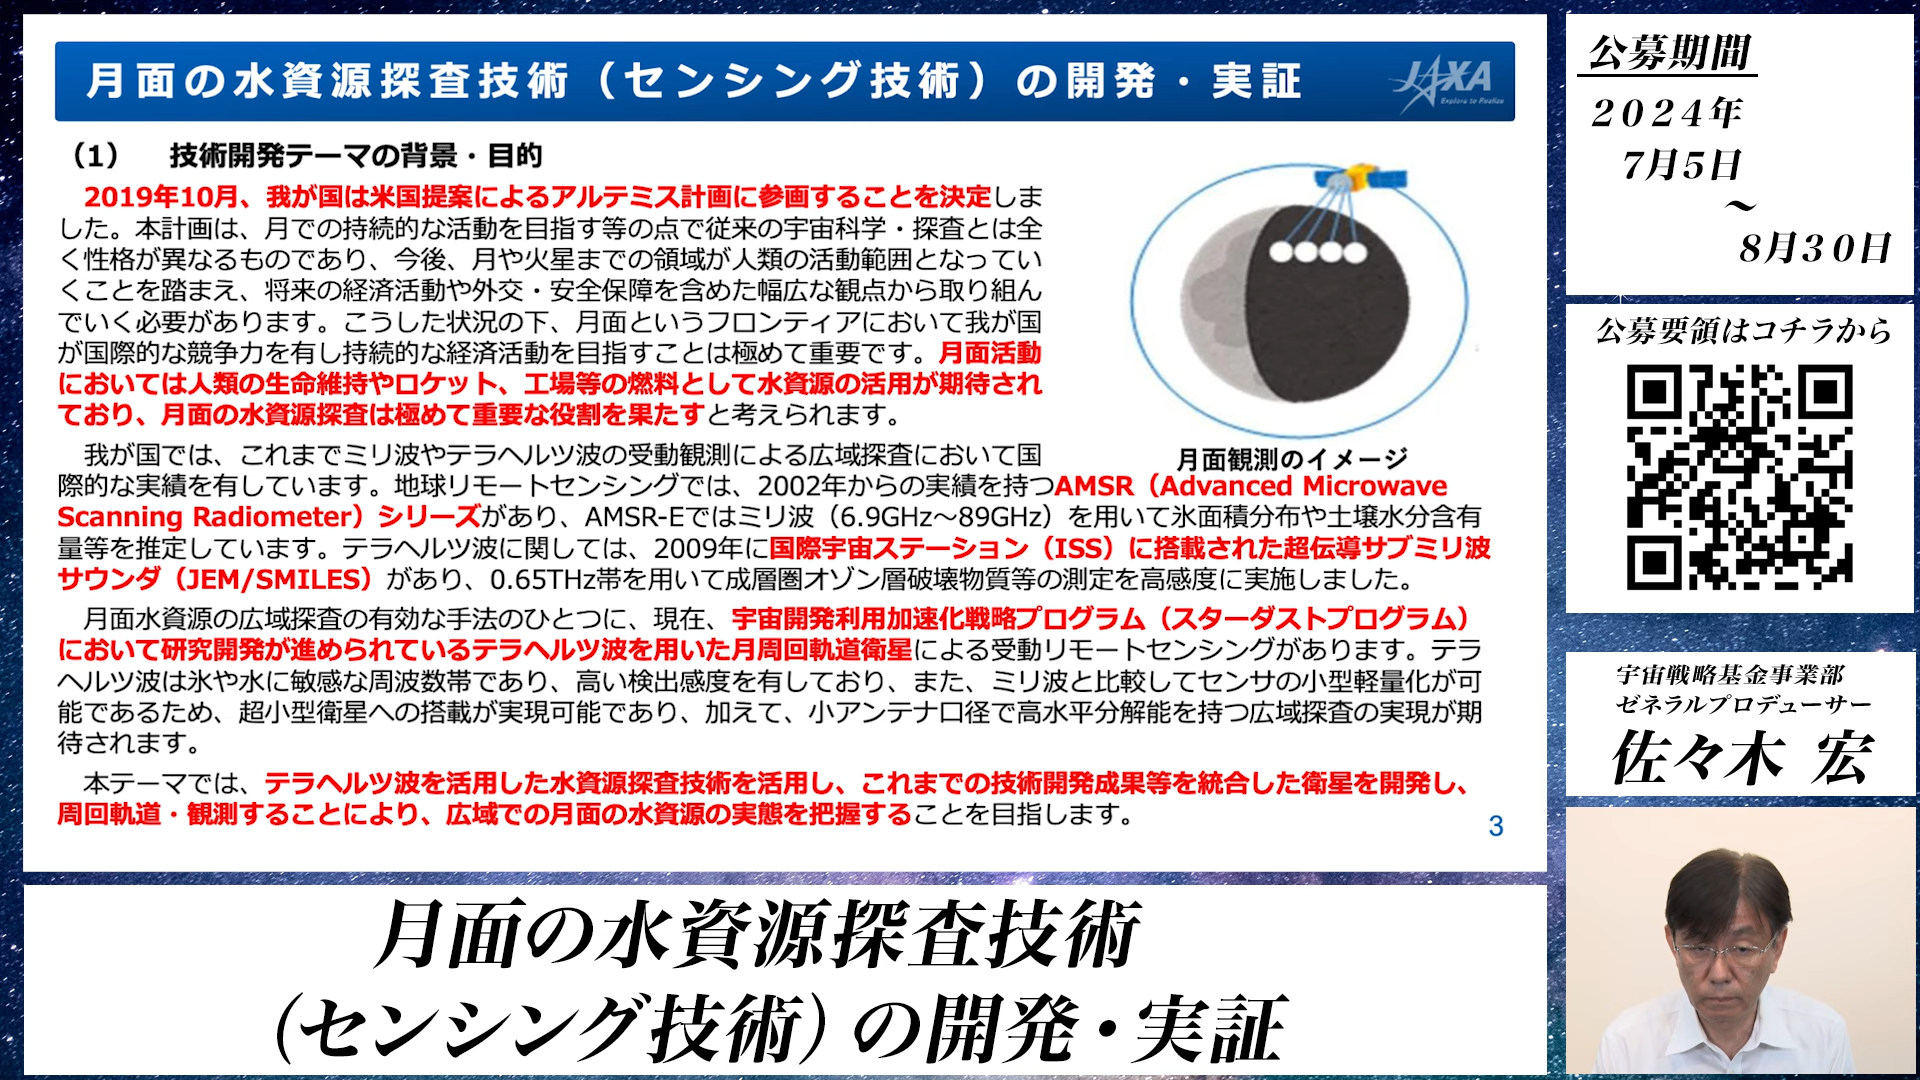 月面の水資源探査技術（センシング技術）の開発・実証
JAXA
Explore to Realize
（1）　技術開発テーマの背景・目的
2019年10月、我が国は米国提案によるアルテミス計画に参画することを決定しま
した。本計画は、月での持続的な活動を目指す等の点で従来の宇宙科学・探査とは全
く性格が異なるものであり、今後、月や火星までの領域が人類の活動範囲となってい
くことを踏まえ、将来の経済活動や外交・安全保障を含めた幅広な観点から取り組ん
でいく必要があります。こうした状況の下、月面というフロンティアにおいて我が国
が国際的な競争力を有し持続的な経済活動を目指すことは極めて重要です。月面活動
においては人類の生命維持やロケット、工場等の燃料として水資源の活用が期待され
ており、月面の水資源探査は極めて重要な役割を果たすと考えられます。
我が国では、これまでミリ波やテラヘルツ波の受動観測による広域探査において国
際的な実績を有しています。地球リモートセンシングでは、2002年からの実績を持つAMSR（Advanced Microwave
Scanning Radiometer）シリーズがあり、AMSR-Eではミリ波（6.9GHz～89GHz）を用いて氷面積分布や土壌水分含有
量等を推定しています。テラヘルツ波に関しては、2009年に国際宇宙ステーション（ISS）に搭載された超伝導サブミリ波
サウンダ（JEM/SMILES）があり、0.65THz帯を用いて成層圏オゾン層破壊物質等の測定を高感度に実施しました。
月面水資源の広域探査の有効な手法のひとつに、現在、宇宙開発利用加速化戦略プログラム（スターダストプログラム）
において研究開発が進められているテラヘルツ波を用いた月周回軌道衛星による受動リモートセンシングがあります。テラ
ヘルツ波は氷や水に敏感な周波数帯であり、高い検出感度を有しており、また、ミリ波と比較してセンサの小型軽量化が可
能であるため、超小型衛星への搭載が実現可能であり、加えて、小アンテナ口径で高水平分解能を持つ広域探査の実現が期
待されます。
本テーマでは、テラヘルツ波を活用した水資源探査技術を活用し、これまでの技術開発成果等を統合した衛星を開発し、
周回軌道・観測することにより、広域での月面の水資源の実態を把握することを目指します。
月面観測のイメージ
3
公募期間
2024年
7月5日
～
8月30日
公募要領はコチラから
宇宙戦略基金事業部
ゼネラルプロデューサー
佐々木 宏
月面の水資源探査技術
（センシング技術）の開発・実証